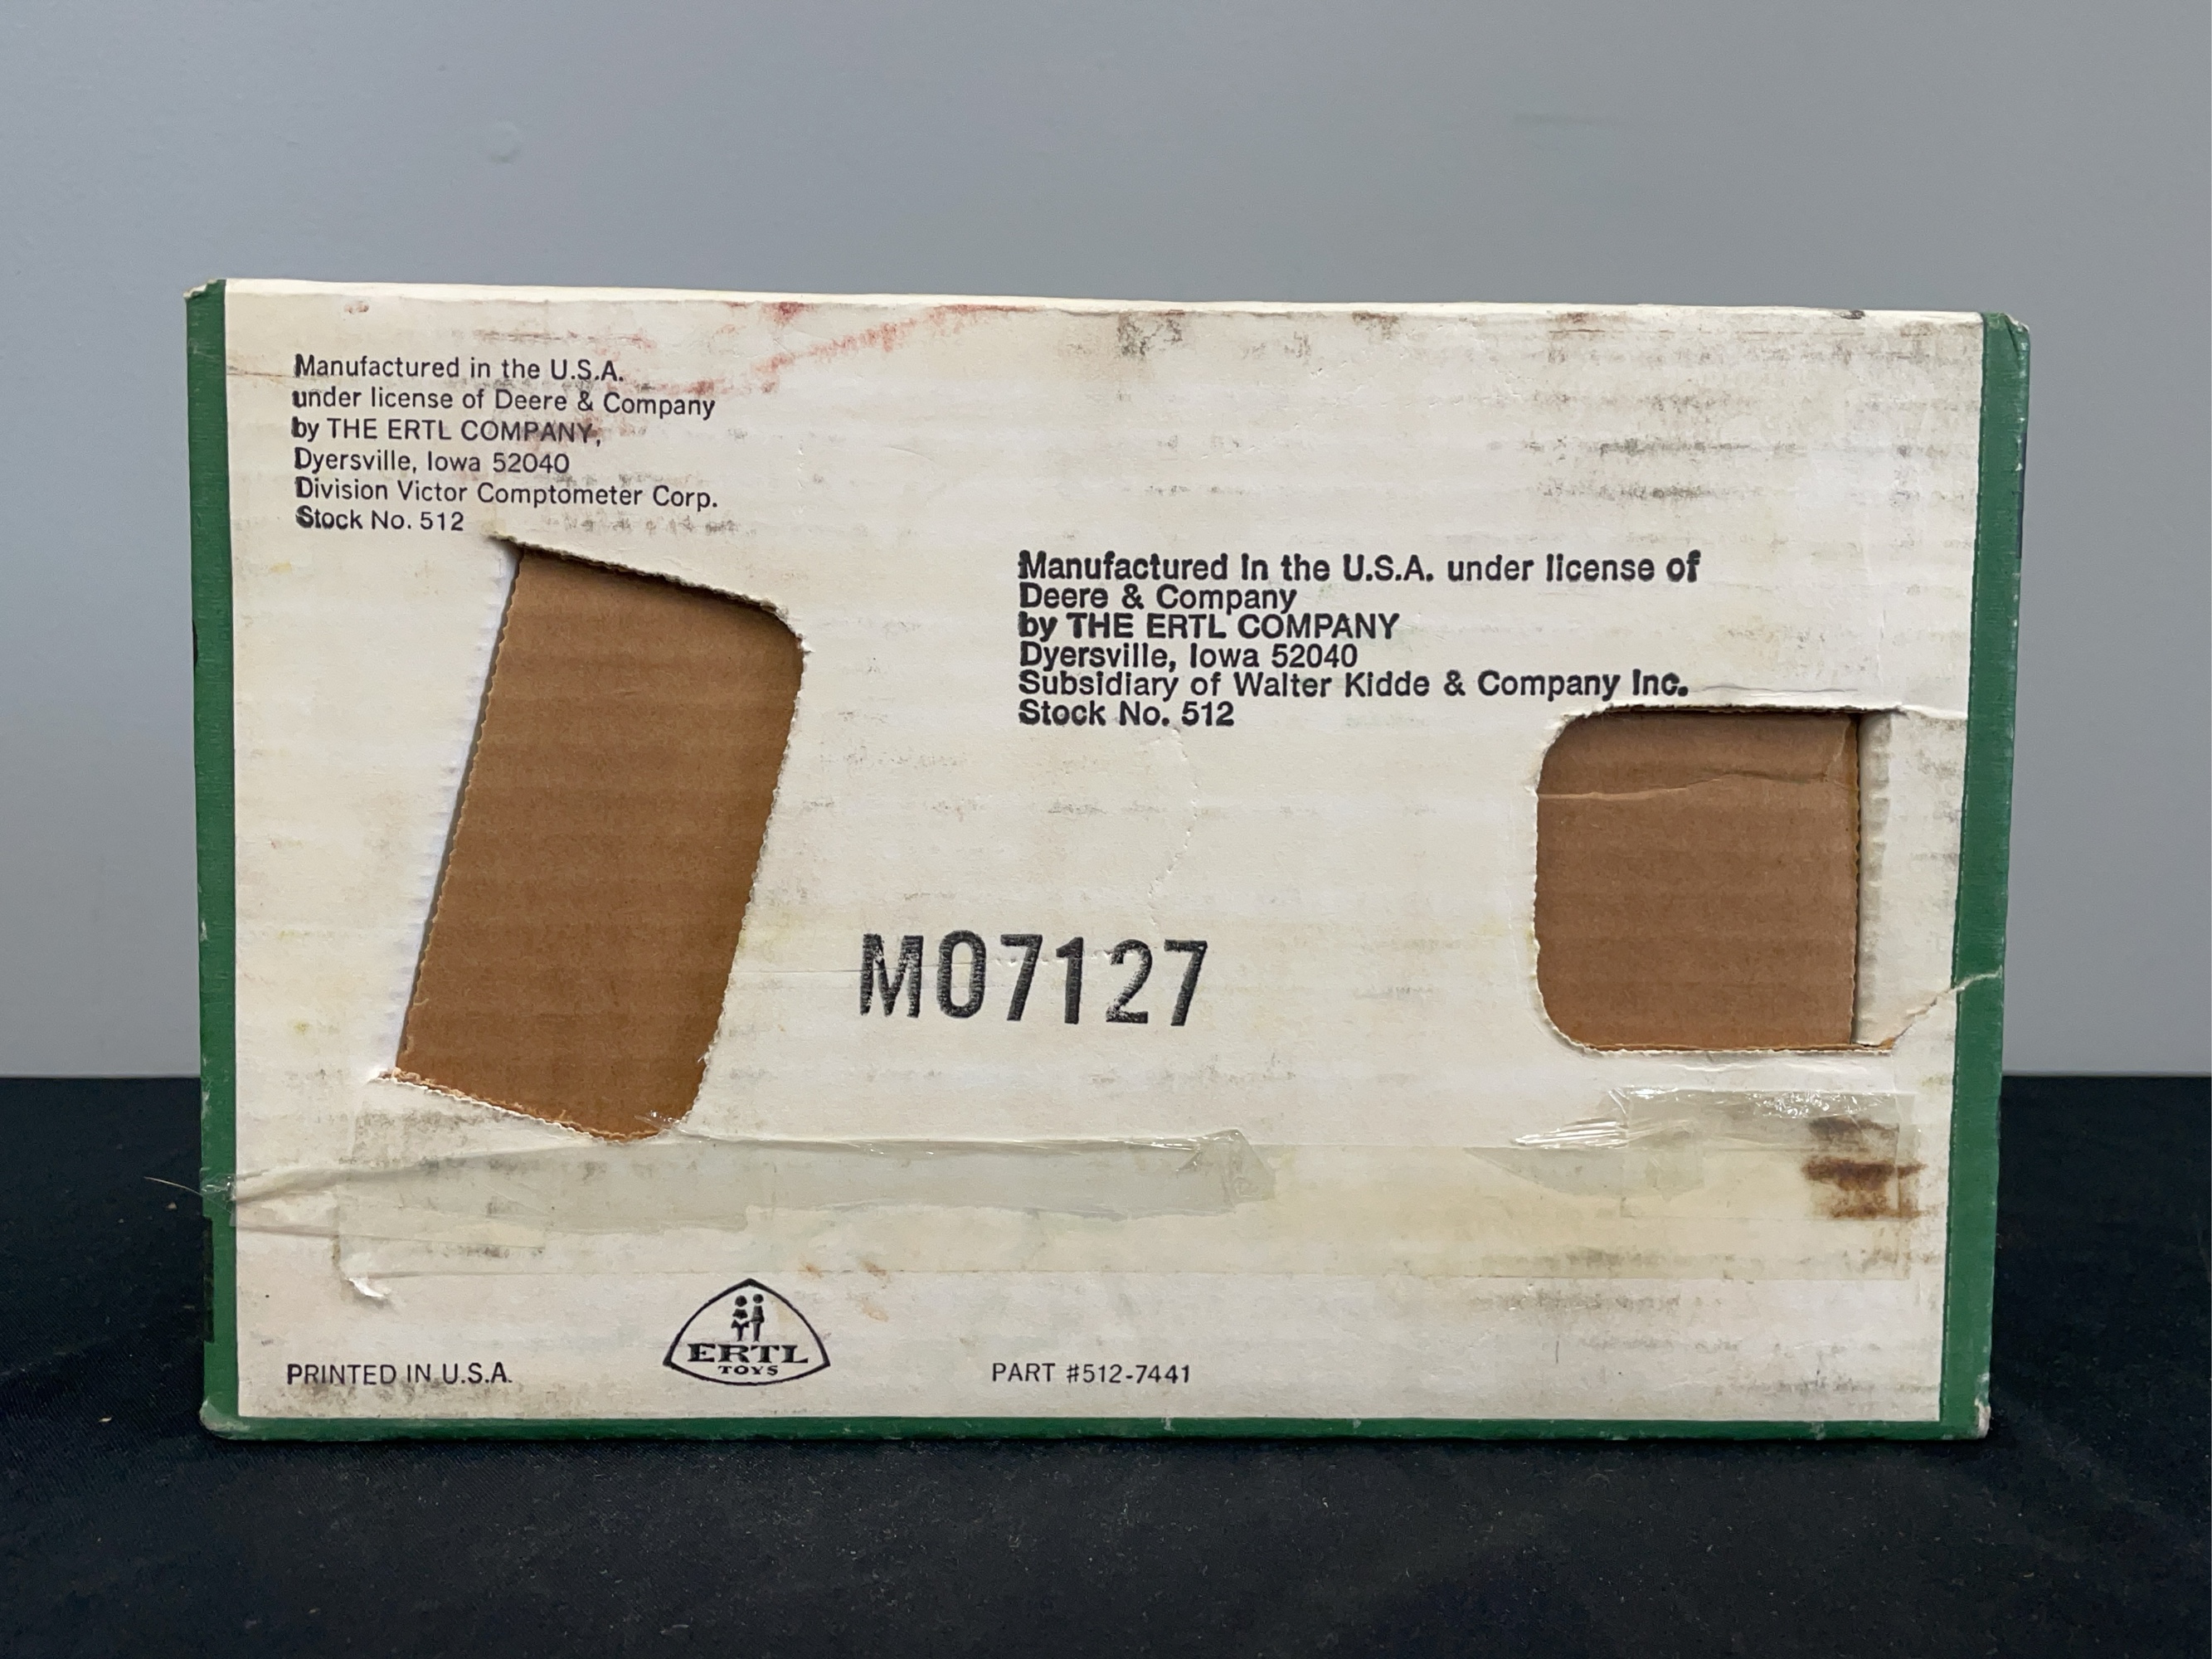 Manufactured in the U.S.A.
under license of Deere & Company
by THE ERTL COMPANY,
Dyersville, Iowa 52040
Division Victor Comptometer Corp.
Stock No. 512
Manufactured in the U.S.A. under license of
Deere & Company
by THE ERTL COMPANY
Dyersville, Iowa 52040
Subsidiary of Walter Kidde & Company Inc.
Stock No. 512
M07127
ERTL
TOYS
PRINTED IN U.S.A.
PART #512-7441